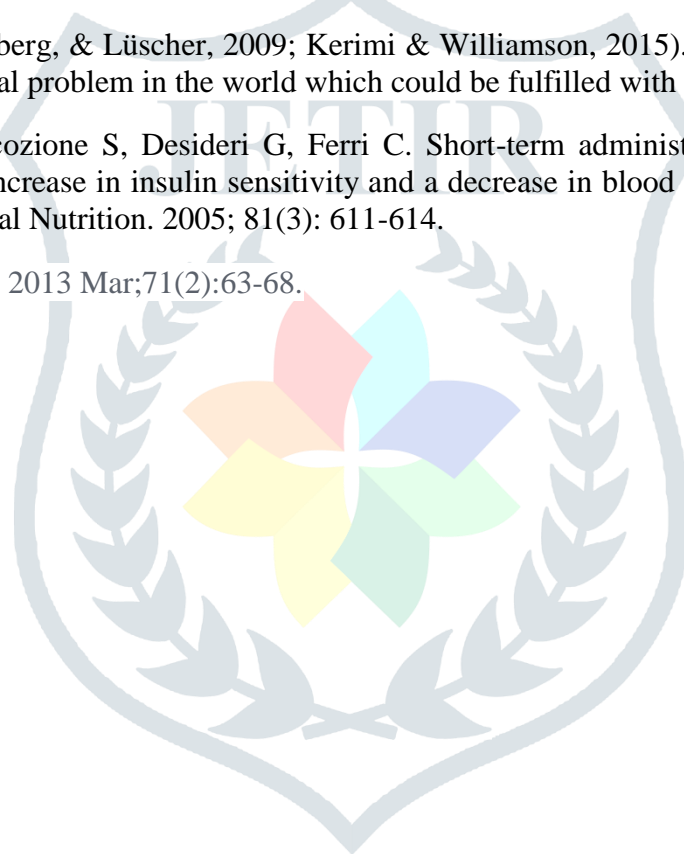 berg, & Lüscher, 2009; Kerimi & Williamson, 2015).
al problem in the world which could be fulfilled with
JETIR
cozione S, Desideri G, Ferri C. Short-term administ
ncrease in insulin sensitivity and a decrease in blood
al Nutrition. 2005; 81(3): 611-614.
2013 Mar;71(2):63-68.